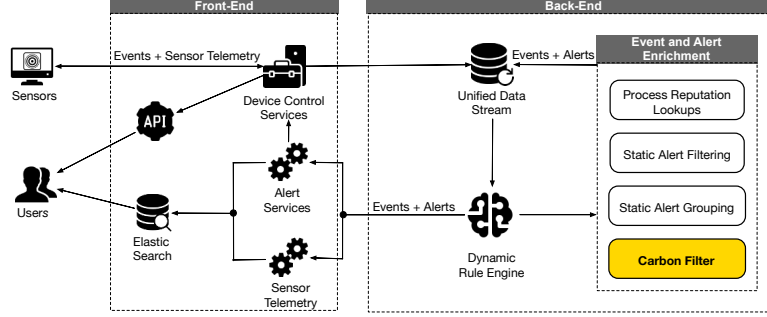 Front-End
Back-End
Events + Sensor Telemetry
Sensors
Device Control
Services
API
Users
Elastic
Search
Alert
Services
Sensor
Telemetry
Events + Alerts
Unified Data
Stream
Events + Alerts
Dynamic
Rule Engine
Event and Alert
Enrichment
Process Reputation
Lookups
Static Alert Filtering
Static Alert Grouping
Carbon Filter